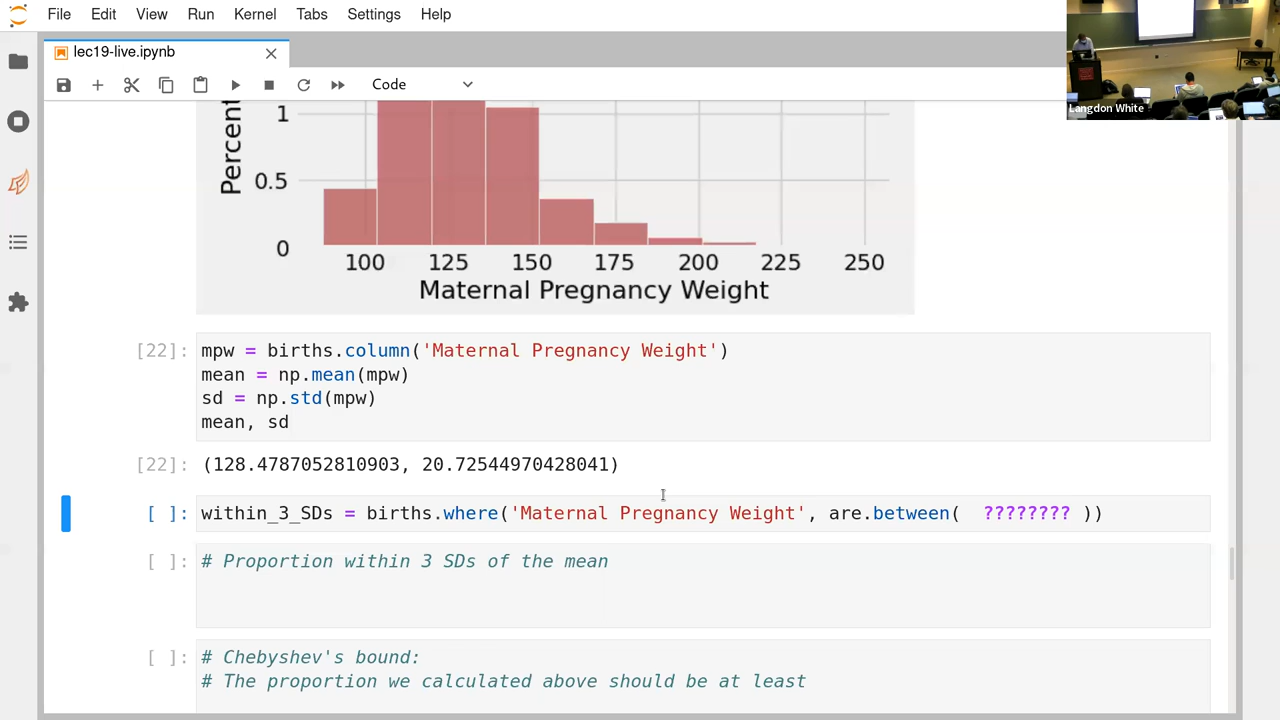 File Edit View Run Kernel Tabs Settings Help
lec19-live.ipynb
Code
Langdon White
Percent
1
0.5
0
100 125 150 175 200 225 250
Maternal Pregnancy Weight
[22]: mpw = births.column('Maternal Pregnancy Weight')
mean = np.mean(mpw)
sd = np.std(mpw)
mean, sd
[22]: (128.4787052810903, 20.72544970428041)
[ ]: within_3_SDs = births.where('Maternal Pregnancy Weight', are.between( ???????? ))
[ ]: # Proportion within 3 SDs of the mean
[ ]: # Chebyshev's bound:
# The proportion we calculated above should be at least